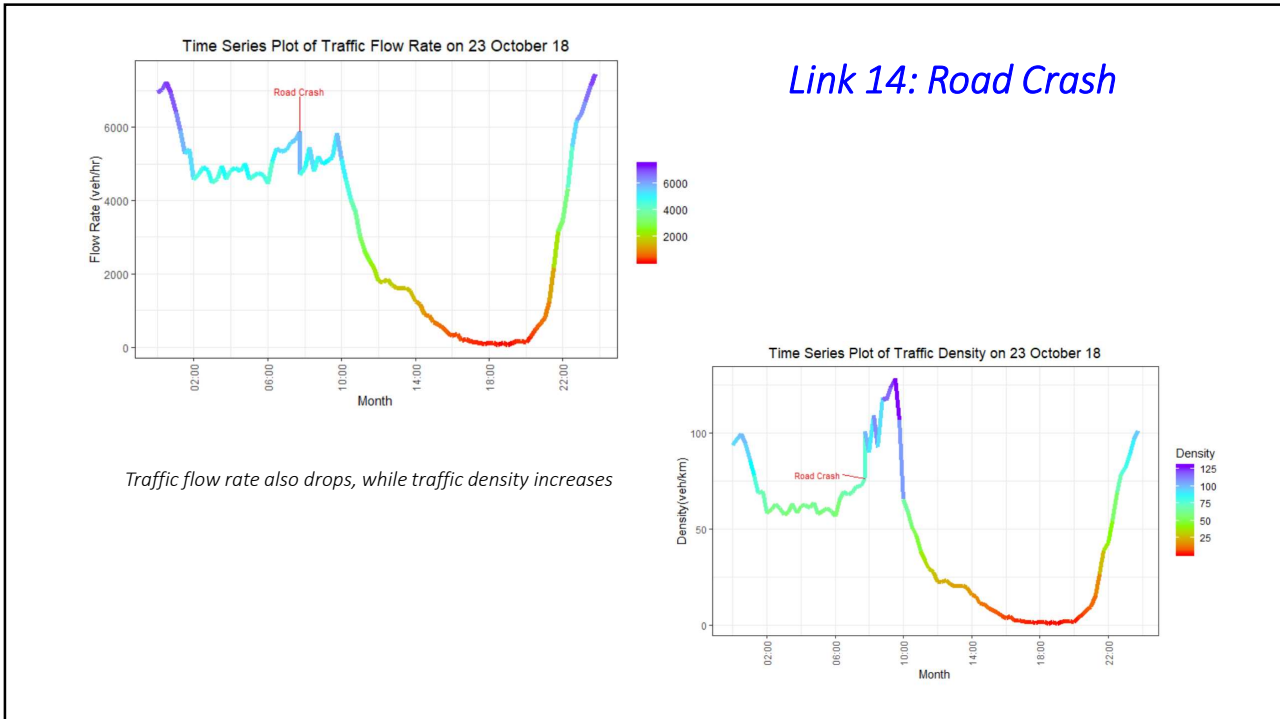 Link 14: Road Crash
Time Series Plot of Traffic Flow Rate on 23 October 18
Road Crash
Flow Rate (veh/hr)
6000
4000
2000
0
02:00
06:00
10:00
14:00
18:00
22:00
Month
6000
4000
2000
Traffic flow rate also drops, while traffic density increases
Time Series Plot of Traffic Density on 23 October 18
Road Crash
Density(veh/km)
100
50
0
02:00
06:00
10:00
14:00
18:00
22:00
Month
Density
125
100
75
50
25